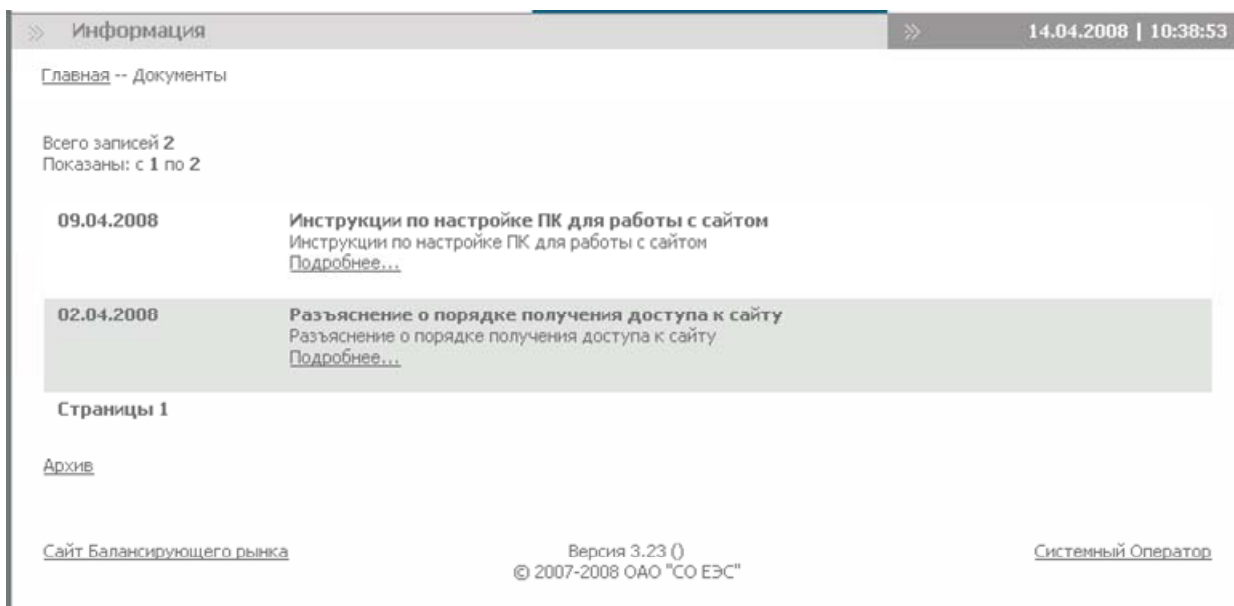 Информация
14.04.2008 | 10:38:53
Главная -- Документы
Всего записей 2
Показаны: с 1 по 2
09.04.2008
Инструкции по настройке ПК для работы с сайтом
Инструкции по настройке ПК для работы с сайтом
Подробнее...
02.04.2008
Разъяснение о порядке получения доступа к сайту
Разъяснение о порядке получения доступа к сайту
Подробнее...
Страницы 1
Архив
Сайт Балансирующего рынка
Версия 3.23 ()
© 2007-2008 ОАО "СО ЕЭС"
Системный Оператор